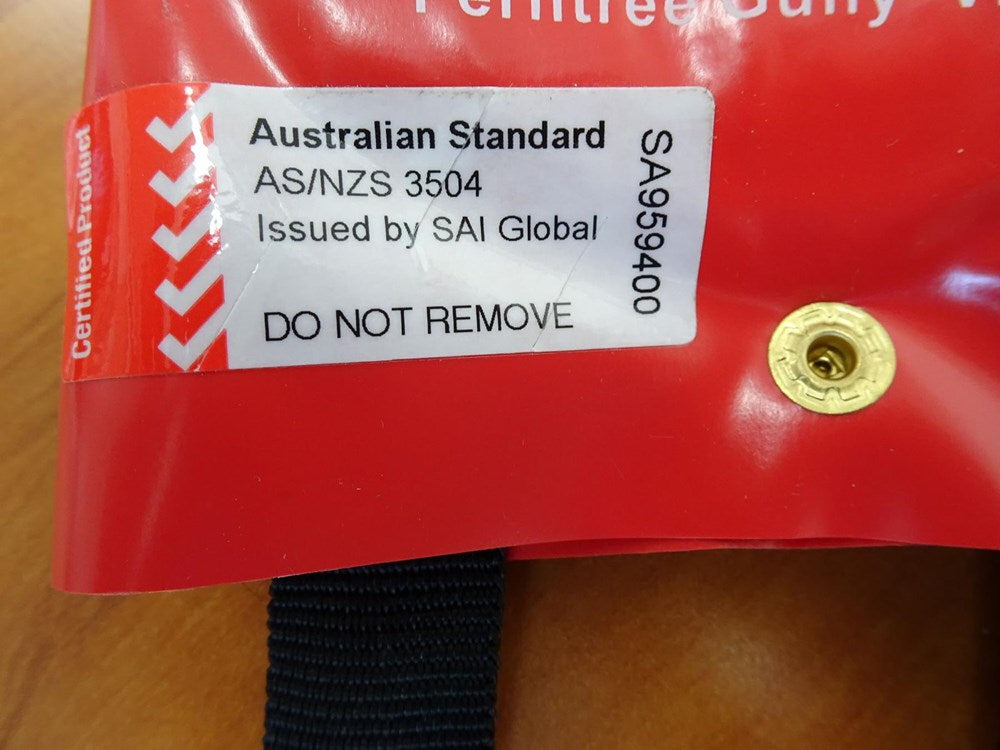 Ferntree Gully
Certified Product
Australian Standard
AS/NZS 3504
Issued by SAI Global
DO NOT REMOVE
SA959400